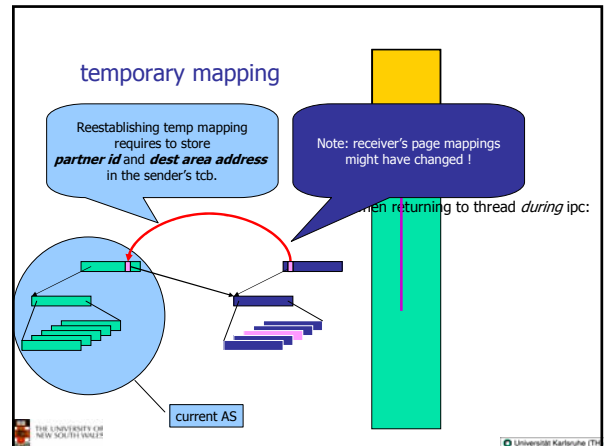 temporary mapping
Reestablishing temp mapping
requires to store
partner id and dest area address
in the sender's tcb.
Note: receiver's page mappings
might have changed !
returning to thread during ipc:
current AS
THE UNIVERSITY OF
NEW SOUTH WALES
Universität Karlsruhe (TH